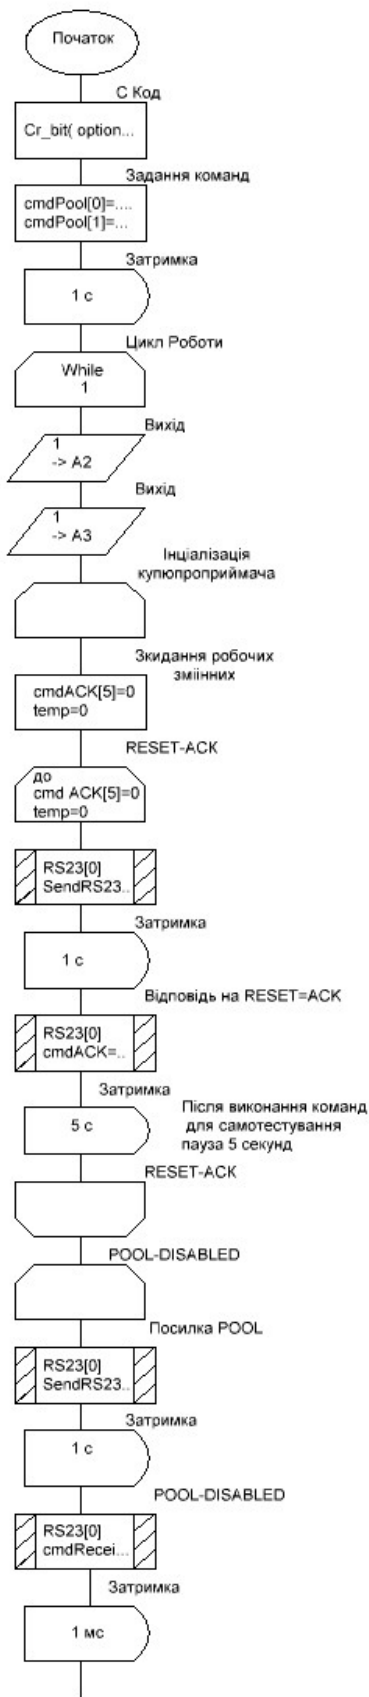 Початок
С Код
Cr_bit( option...
Задання команд
cmdPool[0]=....
cmdPool[1]=...
Затримка
1 с
Цикл Роботи
While
1
Вихід
1
-> A2
Вихід
1
-> A3
Інціалізація
купюпроприймача
Зкидання робочих
зміінних
cmdACK[5]=0
temp=0
RESET-ACK
до
cmd ACK[5]=0
temp=0
RS23[0]
SendRS23..
Затримка
1 с
Відповідь на RESET=ACK
RS23[0]
cmdACK=..
Затримка
5 с
Після виконання команд
для самотестування
пауза 5 секунд
RESET-ACK
POOL-DISABLED
Посилка POOL
RS23[0]
SendRS23..
Затримка
1 с
POOL-DISABLED
RS23[0]
cmdRecei...
Затримка
1 мс